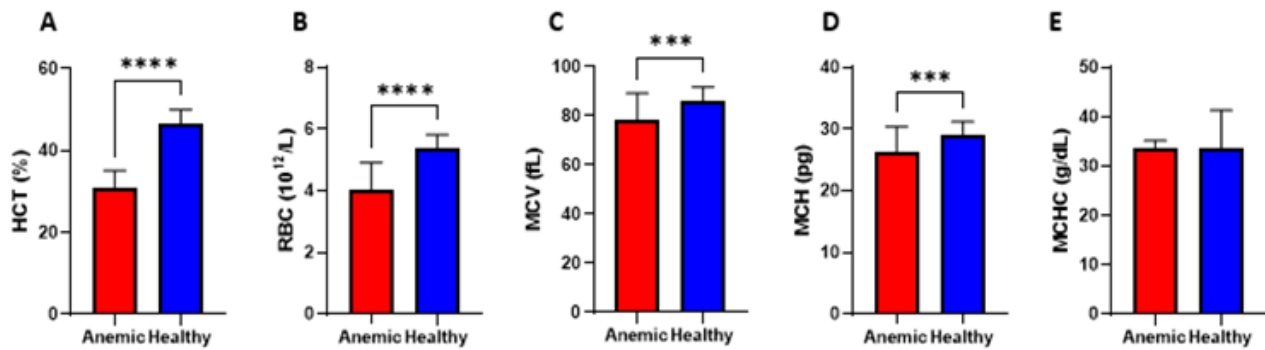 A
HCT (%)
60
40
20
0
****
Anemic Healthy
B
RBC (10¹²/L)
8
6
4
2
0
****
Anemic Healthy
C
MCV (fL)
100
80
60
40
20
0
***
Anemic Healthy
D
MCH (pg)
40
30
20
10
0
***
Anemic Healthy
E
MCHC (g/dL)
50
40
30
20
10
0
Anemic Healthy